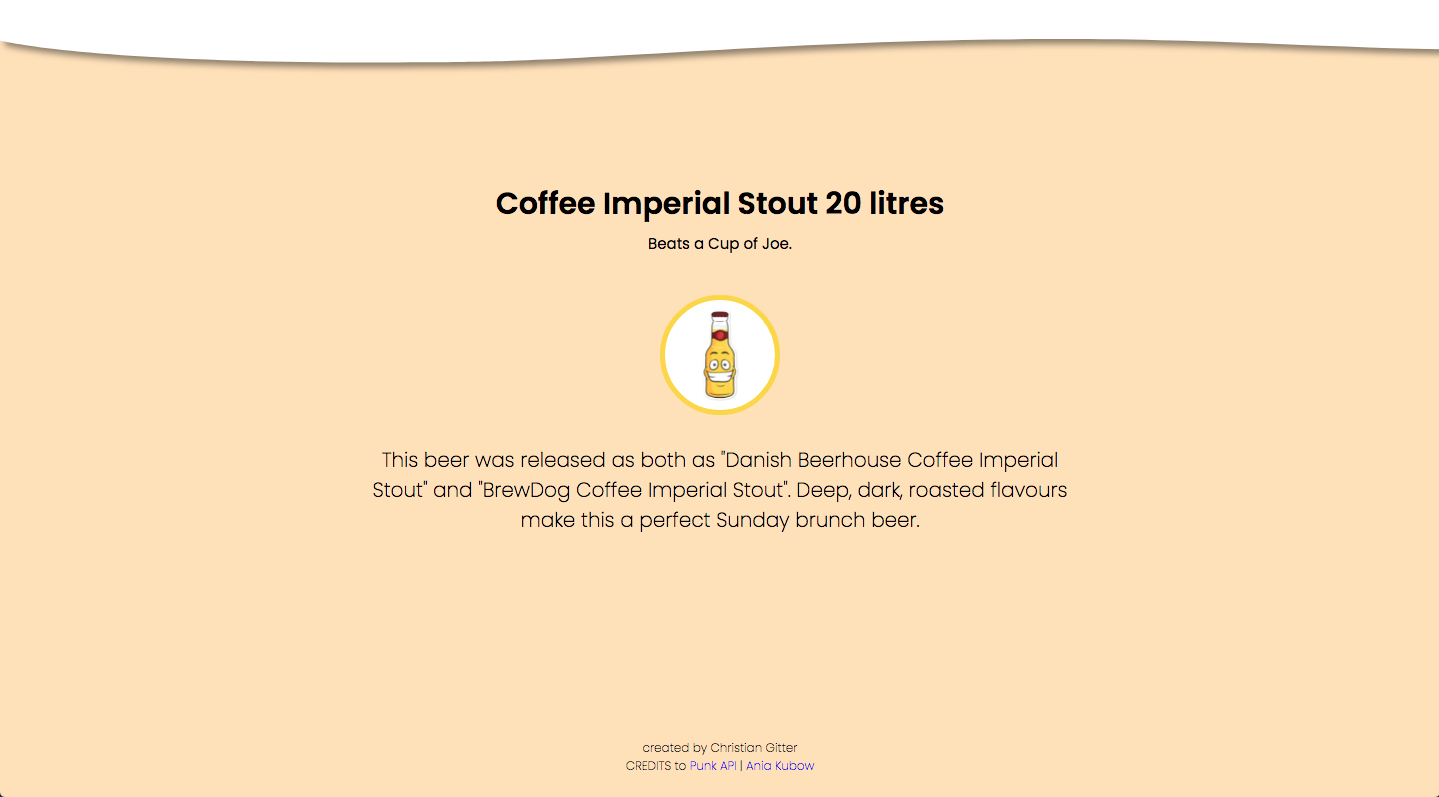 Coffee Imperial Stout 20 litres
Beats a Cup of Joe.
This beer was released as both as "Danish Beerhouse Coffee Imperial
Stout" and "BrewDog Coffee Imperial Stout". Deep, dark, roasted flavours
make this a perfect Sunday brunch beer.
created by Christian Gitter
CREDITS to Punk API | Ania Kubow